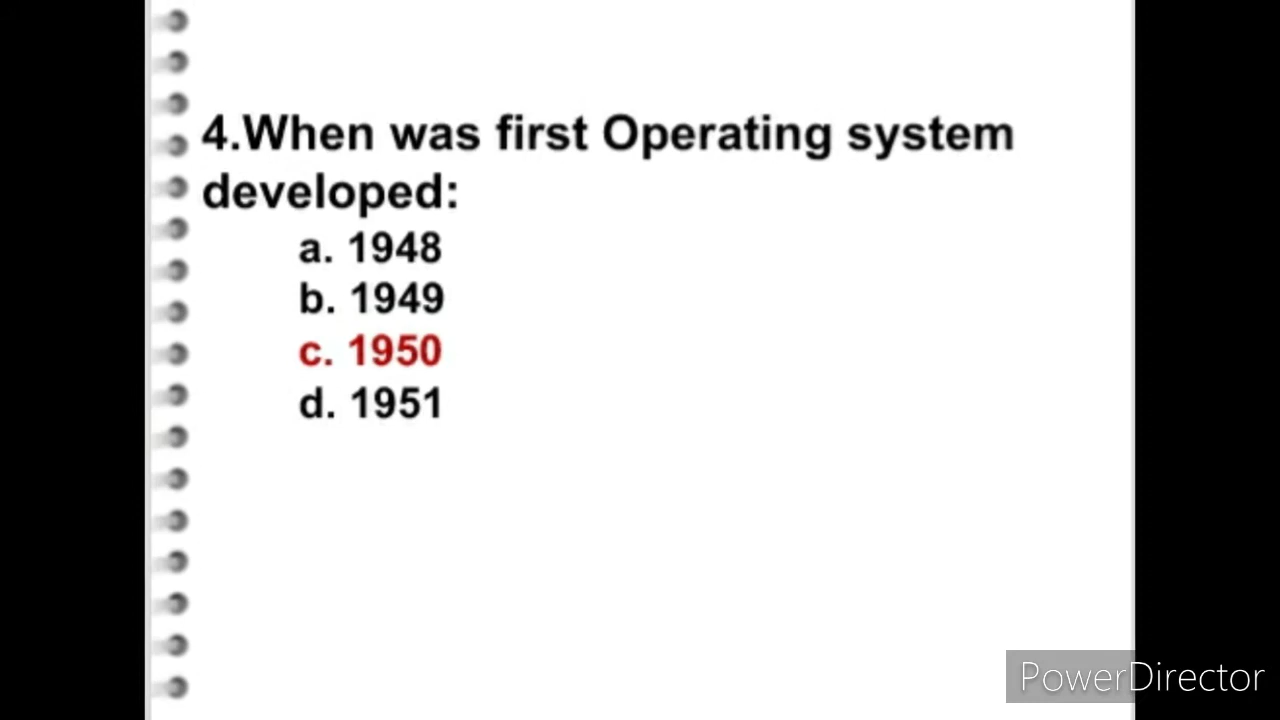 4.When was first Operating system
developed:
a. 1948
b. 1949
c. 1950
d. 1951
PowerDirector